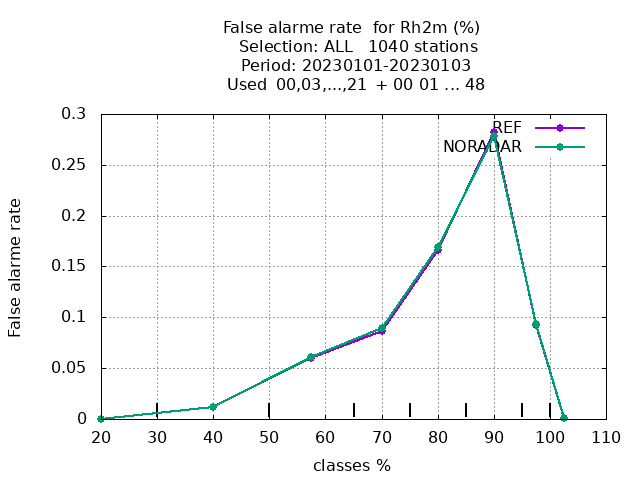 False alarme rate for Rh2m (%)
Selection: ALL 1040 stations
Period: 20230101-20230103
Used 00,03,...,21 + 00 01 ... 48
0.3
0.25
0.2
0.15
0.1
0.05
0
False alarme rate
REF
NORADAR
20 30 40 50 60 70 80 90 100 110
classes %